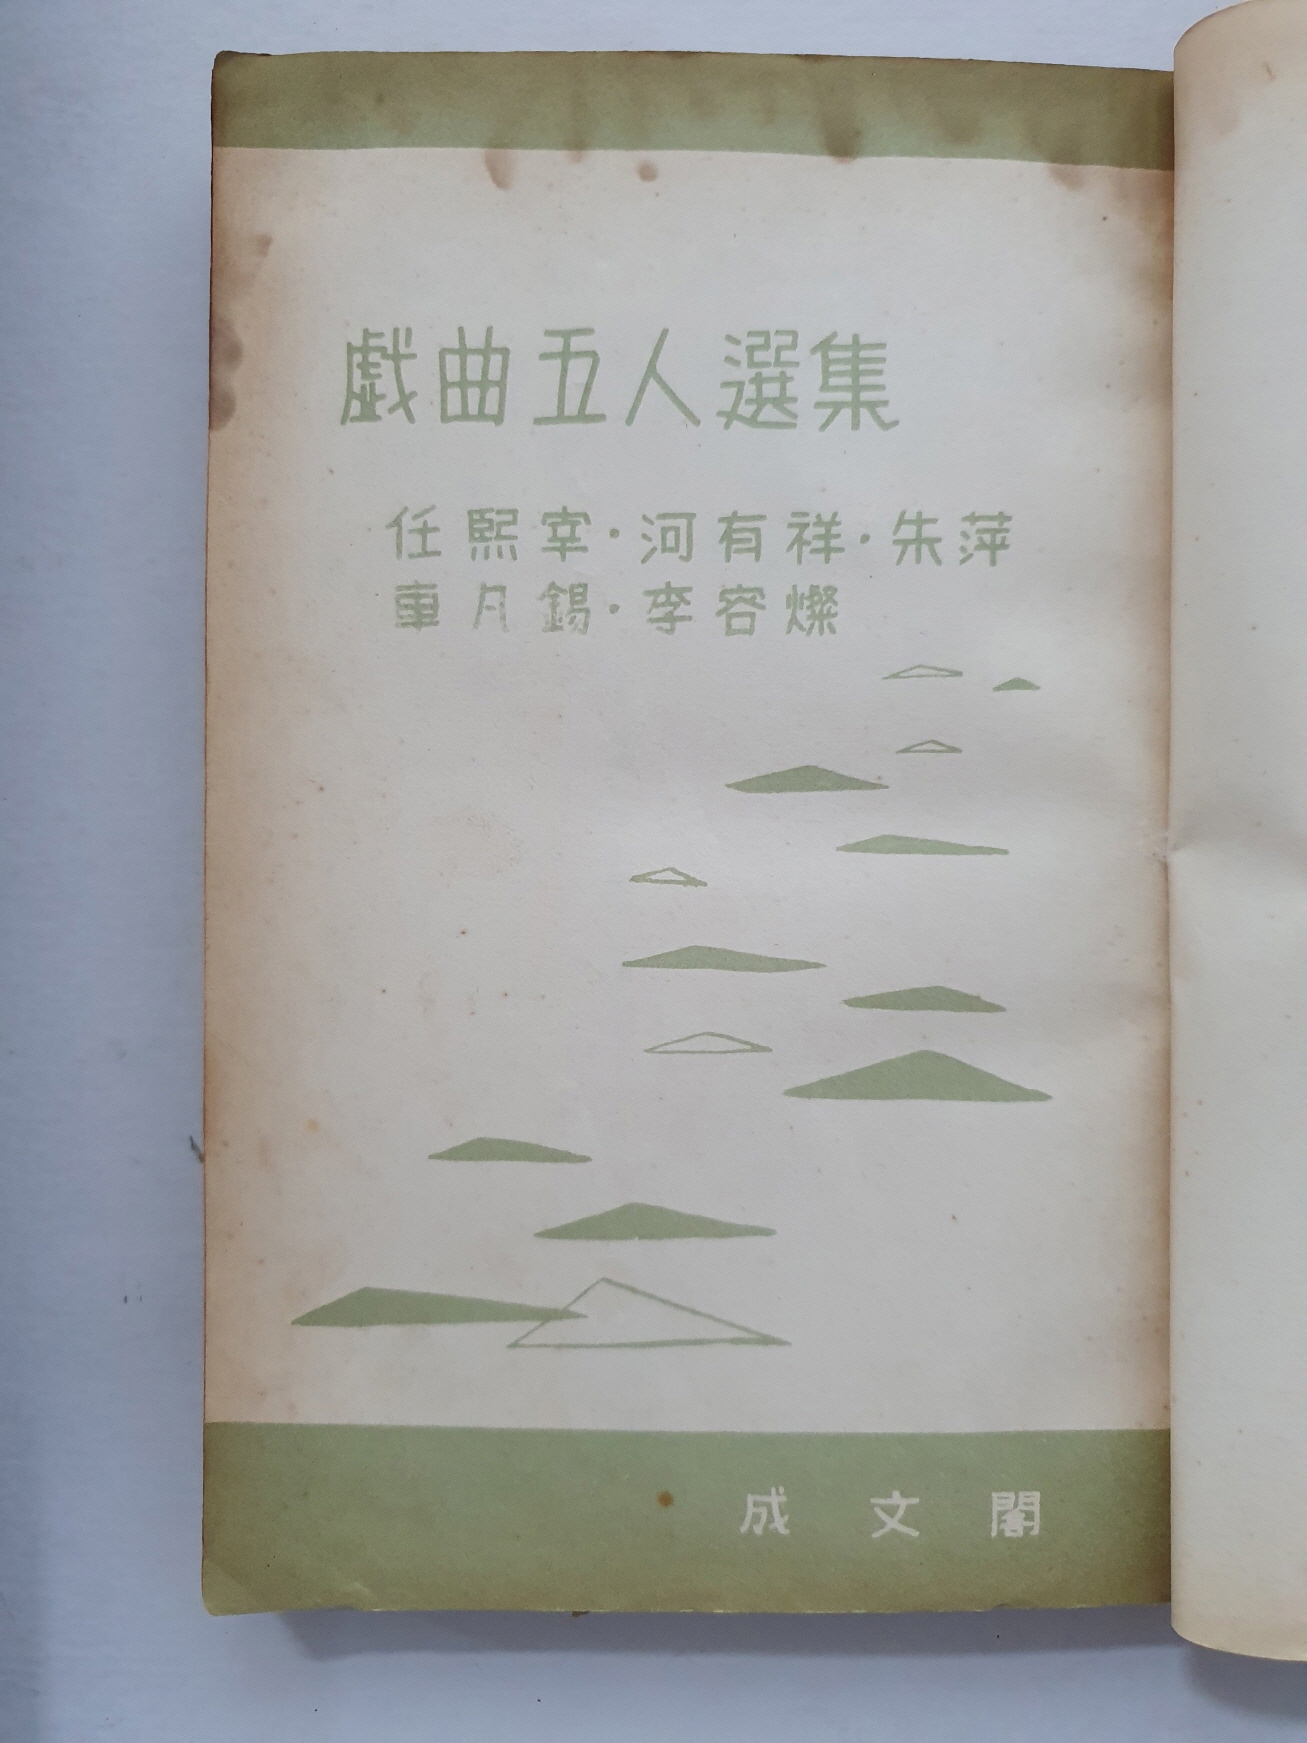 戱曲五人選集
任熙宰·河有祥·朱萍
車凡錫·李容燦
成文閣